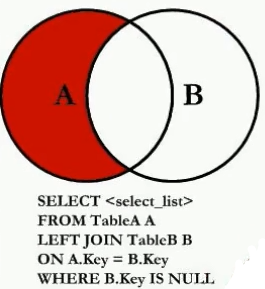 A B
SELECT <select_list>
FROM TableA A
LEFT JOIN TableB B
ON A.Key = B.Key
WHERE B.Key IS NULL